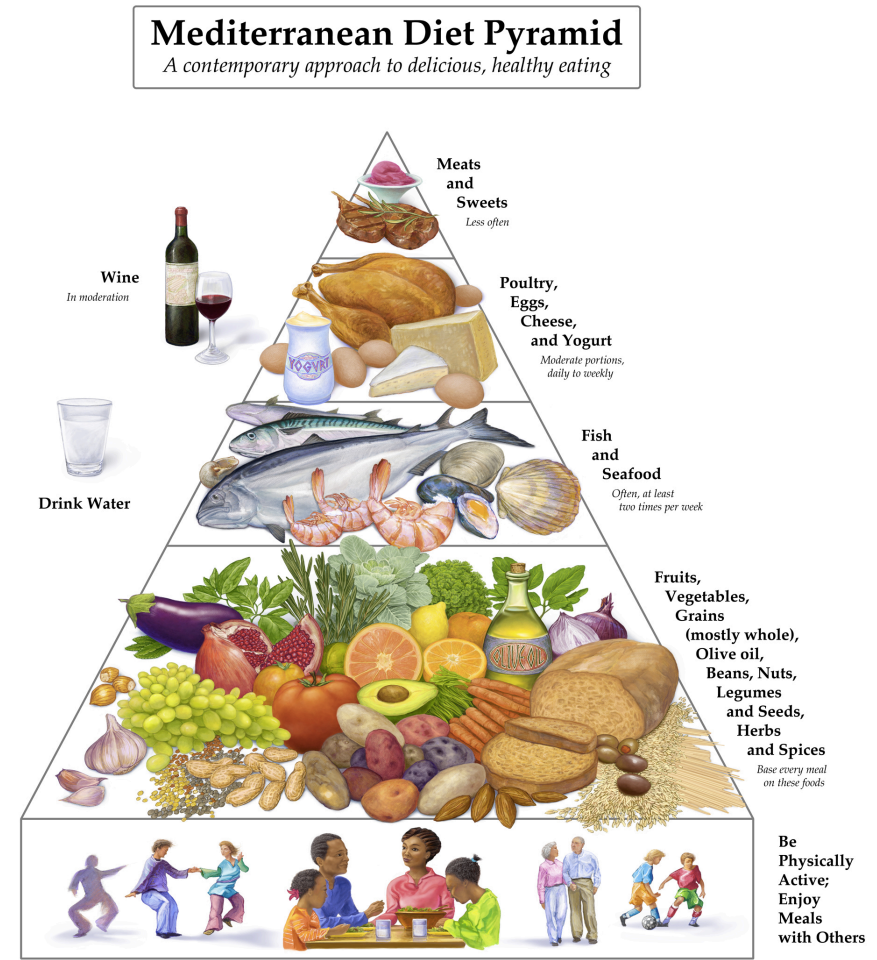 Mediterranean Diet Pyramid
A contemporary approach to delicious, healthy eating
Meats
and
Sweets
Less often
Wine
In moderation
Poultry,
Eggs,
Cheese,
and Yogurt
Moderate portions,
daily to weekly
YOGURT
Drink Water
Fish
and
Seafood
Often, at least
two times per week
Fruits,
Vegetables,
Grains
(mostly whole),
Olive oil,
Beans, Nuts,
Legumes
and Seeds,
Herbs
and Spices
Base every meal
on these foods
OLIVE OIL
Be
Physically
Active;
Enjoy
Meals
with Others